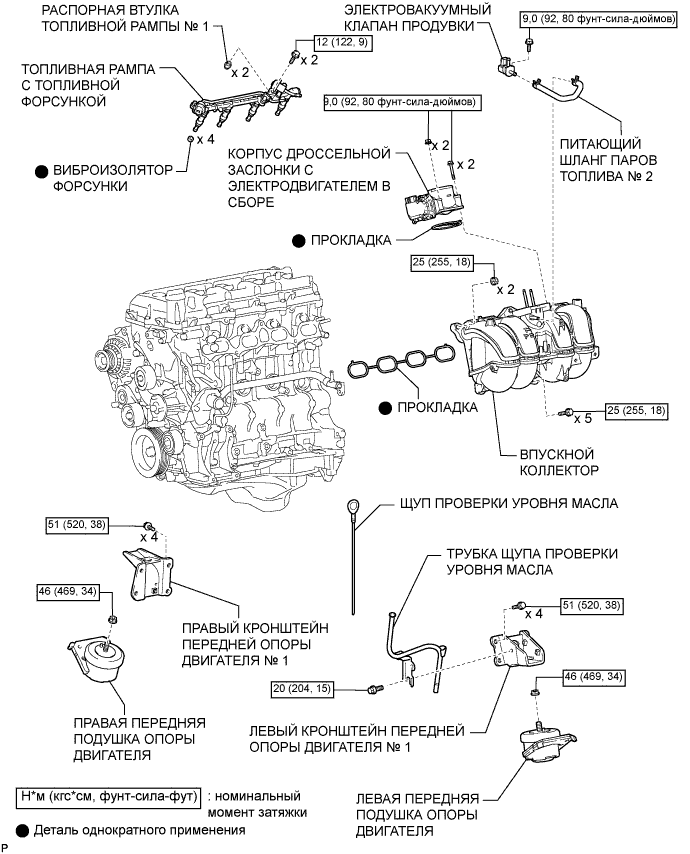 РАСПОРНАЯ ВТУЛКА
ТОПЛИВНОЙ РАМПЫ № 1
12 (122, 9)
x 2
x 2
ТОПЛИВНАЯ РАМПА
С ТОПЛИВНОЙ
ФОРСУНКОЙ
x 4
ВИБРОИЗОЛЯТОР
ФОРСУНКИ
ЭЛЕКТРОВАКУУМНЫЙ
КЛАПАН ПРОДУВКИ
9,0 (92, 80 фунт-сила-дюймов)
9,0 (92, 80 фунт-сила-дюймов)
x 2
x 2
КОРПУС ДРОССЕЛЬНОЙ
ЗАСЛОНКИ С
ЭЛЕКТРОДВИГАТЕЛЕМ В
СБОРЕ
ПИТАЮЩИЙ
ШЛАНГ ПАРОВ
ТОПЛИВА № 2
ПРОКЛАДКА
25 (255, 18)
x 2
ПРОКЛАДКА
x 5
25 (255, 18)
ВПУСКНОЙ
КОЛЛЕКТОР
ЩУП ПРОВЕРКИ УРОВНЯ МАСЛА
51 (520, 38)
x 4
ТРУБКА ЩУПА ПРОВЕРКИ
УРОВНЯ МАСЛА
46 (469, 34)
51 (520, 38)
x 4
ПРАВЫЙ КРОНШТЕЙН
ПЕРЕДНЕЙ ОПОРЫ
ДВИГАТЕЛЯ № 1
46 (469, 34)
20 (204, 15)
ПРАВАЯ ПЕРЕДНЯЯ
ПОДУШКА ОПОРЫ
ДВИГАТЕЛЯ
ЛЕВЫЙ КРОНШТЕЙН ПЕРЕДНЕЙ
ОПОРЫ ДВИГАТЕЛЯ № 1
Н*м (кгс*см, фунт-сила-фут)
: номинальный
момент затяжки
ЛЕВАЯ ПЕРЕДНЯЯ
ПОДУШКА ОПОРЫ
ДВИГАТЕЛЯ
Деталь однократного применения
P